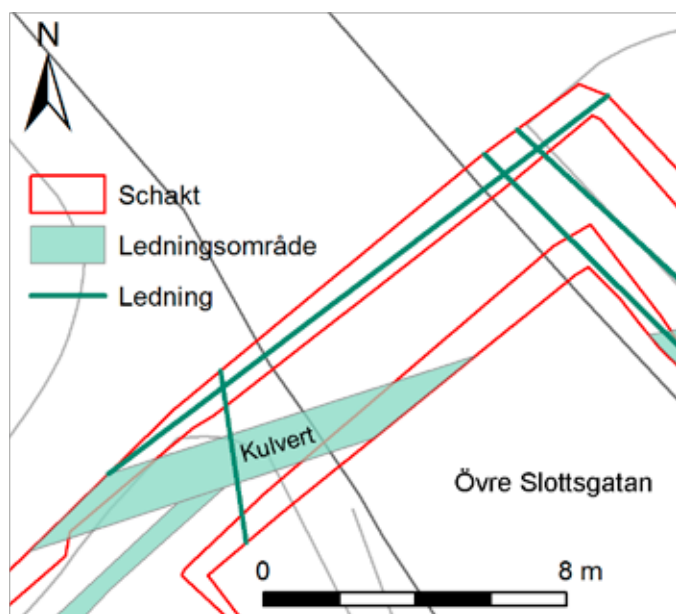 N
Schakt
Ledningsområde
Ledning
Kulvert
Övre Slottsgatan
0 8 m